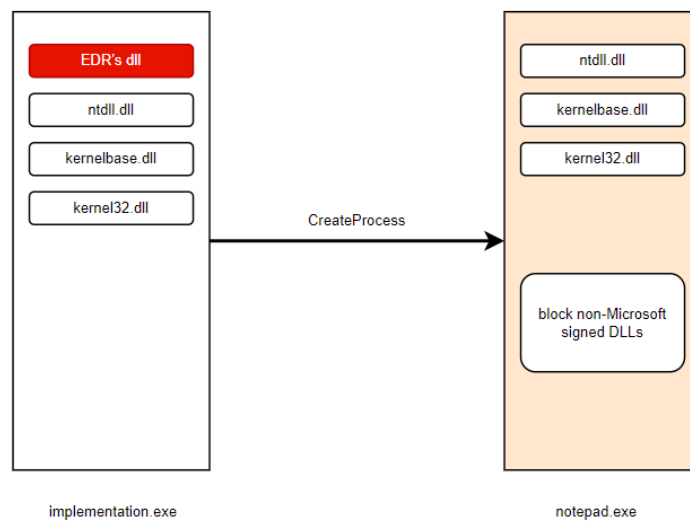 EDR's dll
ntdll.dll
kernelbase.dll
kernel32.dll
CreateProcess
ntdll.dll
kernelbase.dll
kernel32.dll
block non-Microsoft
signed DLLs
implementation.exe
notepad.exe